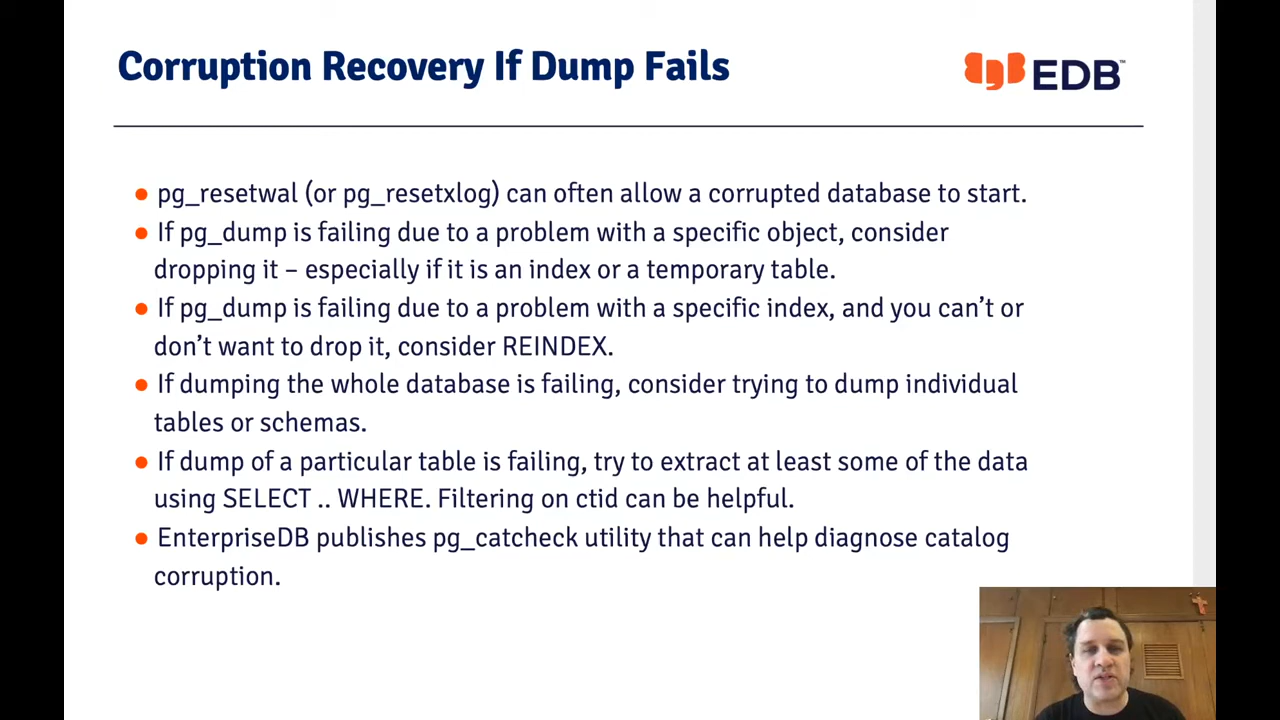 Corruption Recovery If Dump Fails
EDB™
● pg_resetwal (or pg_resetxlog) can often allow a corrupted database to start.
● If pg_dump is failing due to a problem with a specific object, consider
dropping it – especially if it is an index or a temporary table.
● If pg_dump is failing due to a problem with a specific index, and you can’t or
don’t want to drop it, consider REINDEX.
● If dumping the whole database is failing, consider trying to dump individual
tables or schemas.
● If dump of a particular table is failing, try to extract at least some of the data
using SELECT .. WHERE. Filtering on ctid can be helpful.
● EnterpriseDB publishes pg_catcheck utility that can help diagnose catalog
corruption.